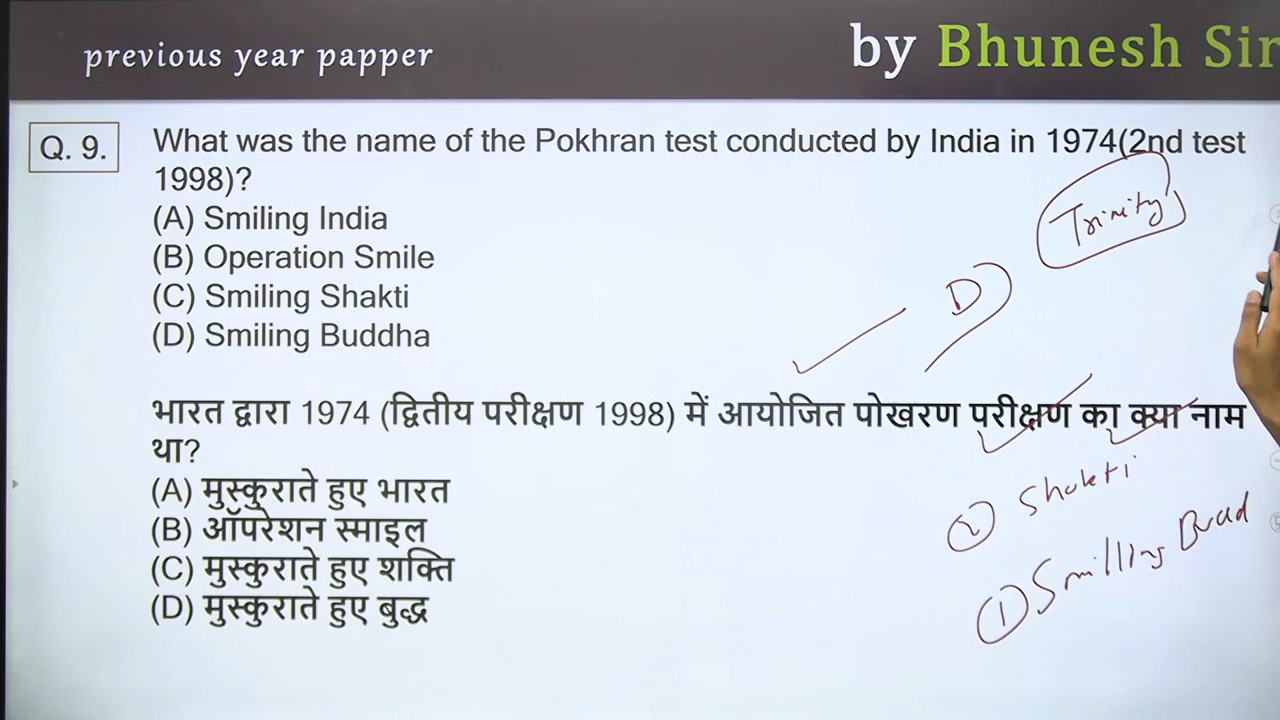 previous year papper
by Bhunesh Sir
Q. 9.
What was the name of the Pokhran test conducted by India in 1974(2nd test
1998)?
(A) Smiling India
(B) Operation Smile
(C) Smiling Shakti
(D) Smiling Buddha
Trinity
D
भारत द्वारा 1974 (द्वितीय परीक्षण 1998) में आयोजित पोखरण परीक्षण का क्या नाम
था?
(A) मुस्कुराते हुए भारत
(B) ऑपरेशन स्माइल
(C) मुस्कुराते हुए शक्ति
(D) मुस्कुराते हुए बुद्ध
2 Shakti
1 Smilling Budd